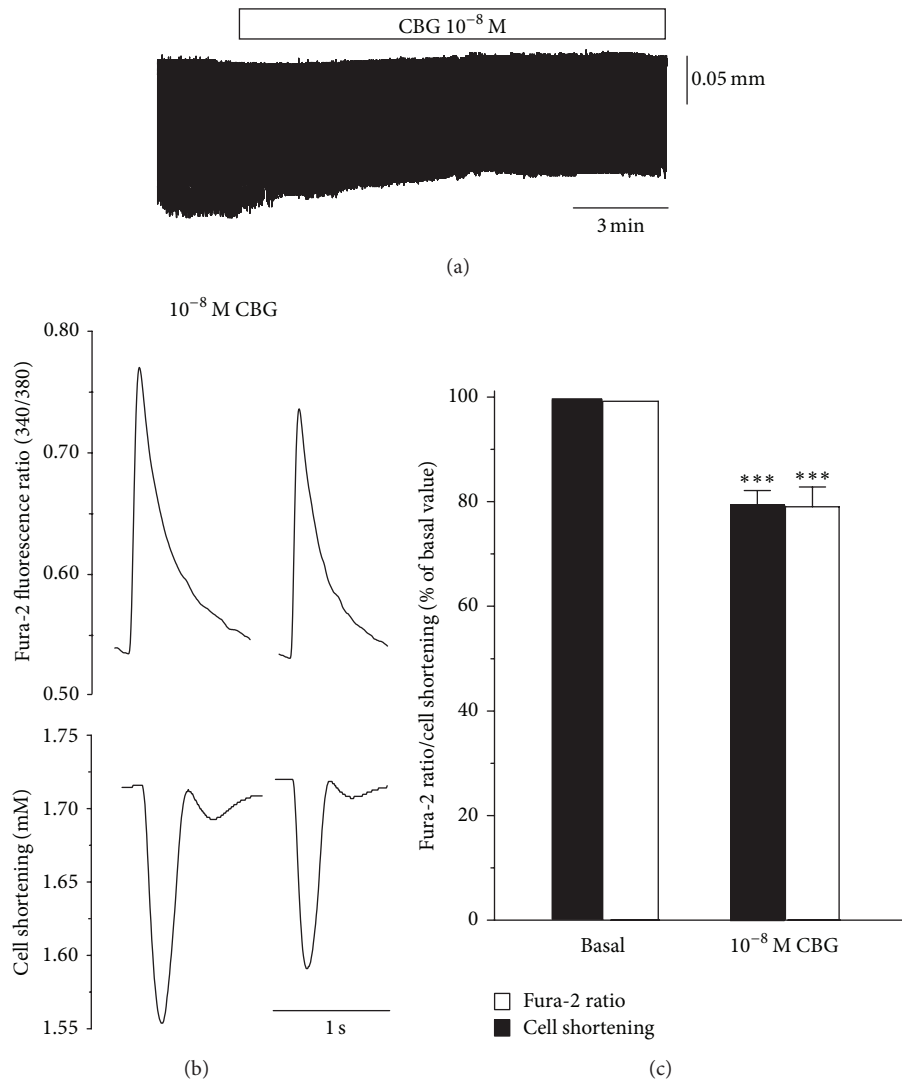 CBG 10⁻⁸ M
0.05 mm
3 min
(a)
10⁻⁸ M CBG
Fura-2 fluorescence ratio (340/380)
0.80
0.70
0.60
0.50
Cell shortening (mM)
1.75
1.70
1.65
1.60
1.55
1 s
(b)
Fura-2 ratio/cell shortening (% of basal value)
100
80
60
40
20
0
***
***
Basal
10⁻⁸ M CBG
Fura-2 ratio
Cell shortening
(c)